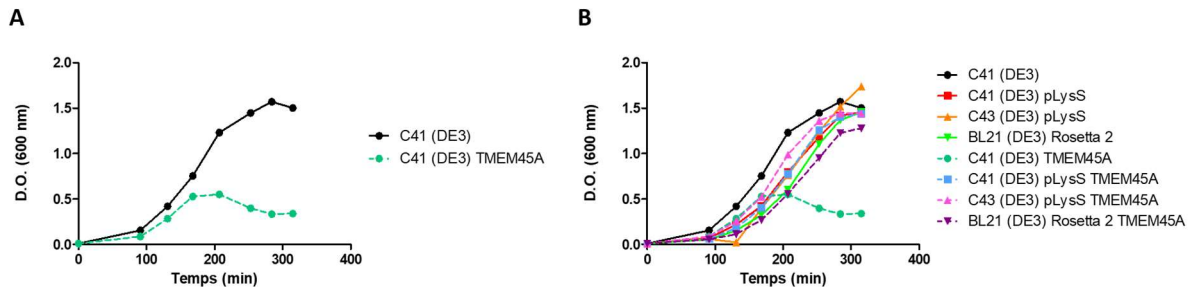 A
2.0
1.5
1.0
0.5
0.0
D.O. (600 nm)
0 100 200 300 400
Temps (min)
C41 (DE3)
C41 (DE3) TMEM45A
B
2.0
1.5
1.0
0.5
0.0
D.O. (600 nm)
0 100 200 300 400
Temps (min)
C41 (DE3)
C41 (DE3) pLysS
C43 (DE3) pLysS
BL21 (DE3) Rosetta 2
C41 (DE3) TMEM45A
C41 (DE3) pLysS TMEM45A
C43 (DE3) pLysS TMEM45A
BL21 (DE3) Rosetta 2 TMEM45A